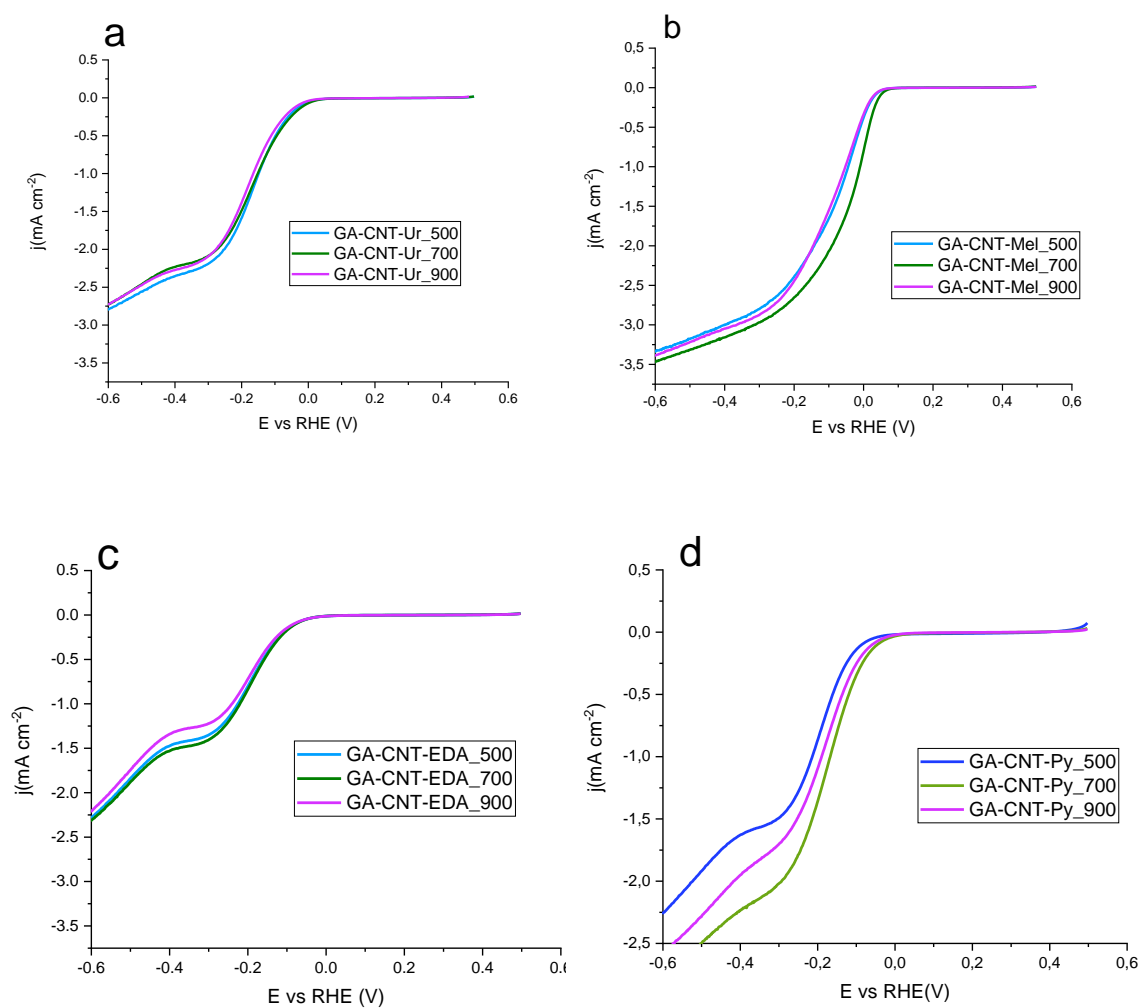 a
0.5
0.0
-0.5
-1.0
-1.5
-2.0
-2.5
-3.0
-3.5
j(mA cm-2)
GA-CNT-Ur_500
GA-CNT-Ur_700
GA-CNT-Ur_900
-0.6 -0.4 -0.2 0.0 0.2 0.4 0.6
E vs RHE (V)
b
0,5
0,0
-0,5
-1,0
-1,5
-2,0
-2,5
-3,0
-3,5
j(mA cm-2)
GA-CNT-Mel_500
GA-CNT-Mel_700
GA-CNT-Mel_900
-0,6 -0,4 -0,2 0,0 0,2 0,4 0,6
E vs RHE (V)
c
0.5
0.0
-0.5
-1.0
-1.5
-2.0
-2.5
-3.0
-3.5
j(mA cm-2)
GA-CNT-EDA_500
GA-CNT-EDA_700
GA-CNT-EDA_900
-0.6 -0.4 -0.2 0.0 0.2 0.4
E vs RHE (V)
d
0,5
0,0
-0,5
-1,0
-1,5
-2,0
-2,5
j(mA cm-2)
GA-CNT-Py_500
GA-CNT-Py_700
GA-CNT-Py_900
-0,6 -0,4 -0,2 0,0 0,2 0,4 0,6
E vs RHE(V)